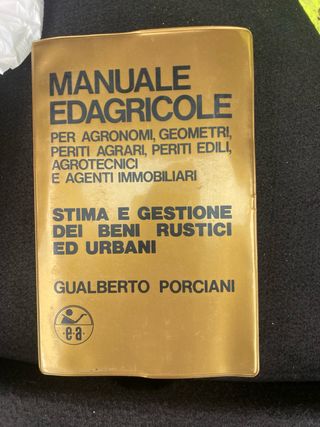 MANUALE
EDAGRICOLE
PER AGRONOMI, GEOMETRI,
PERITI AGRARI, PERITI EDILI,
AGROTECNICI
E AGENTI IMMOBILIARI
STIMA E GESTIONE
DEI BENI RUSTICI
ED URBANI
GUALBERTO PORCIANI
e·a